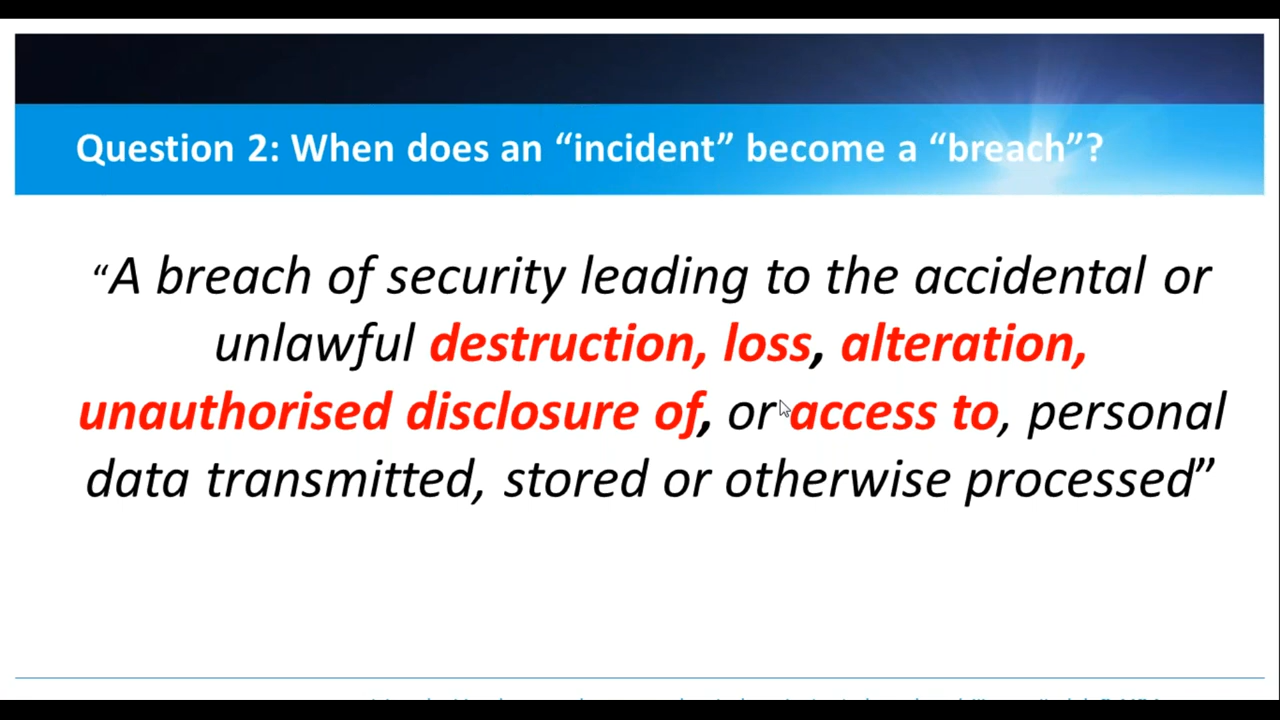 Question 2: When does an “incident” become a “breach”?
“A breach of security leading to the accidental or
unlawful destruction, loss, alteration,
unauthorised disclosure of, or access to, personal
data transmitted, stored or otherwise processed”